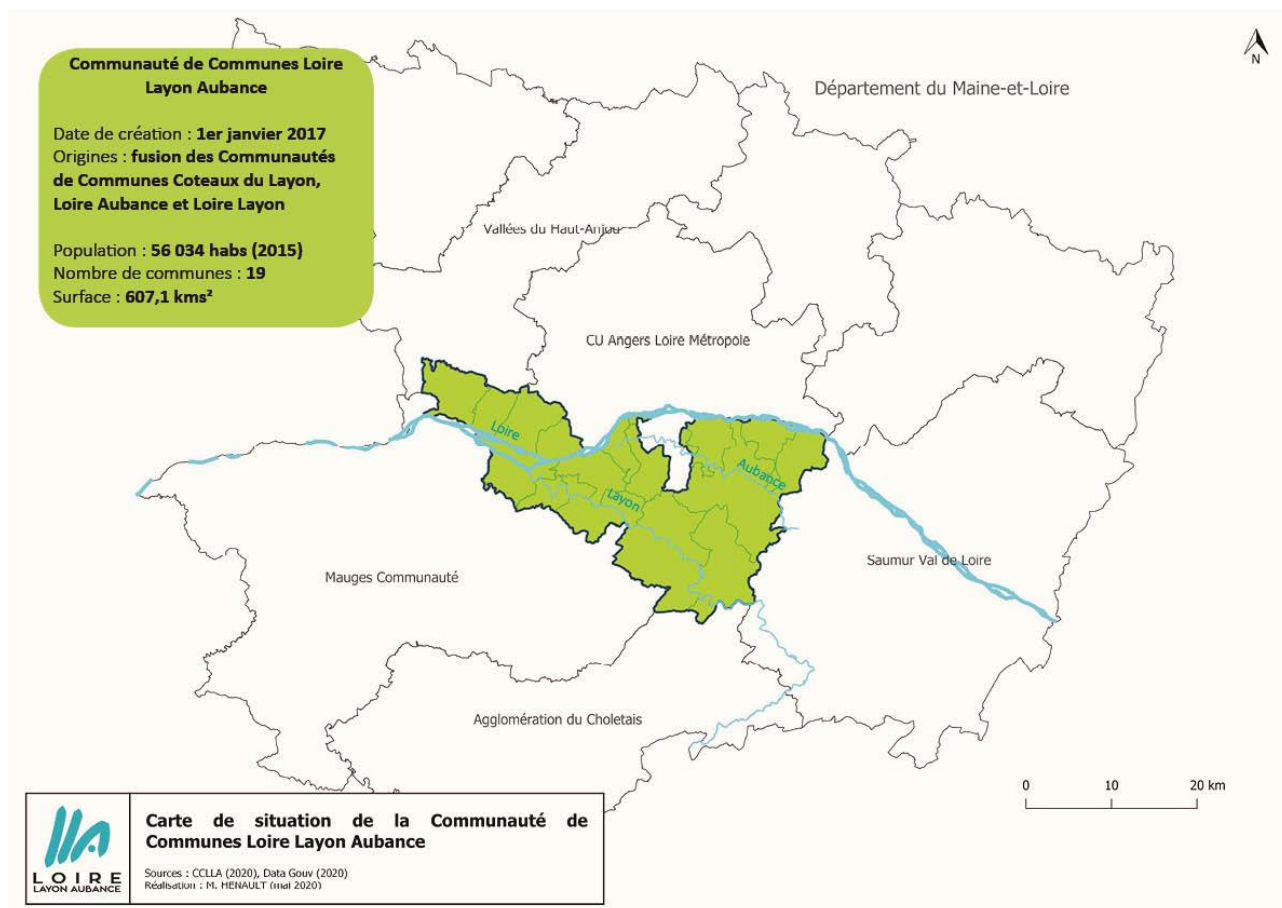 Communauté de Communes Loire
Layon Aubance
Date de création : 1er janvier 2017
Origines : fusion des Communautés
de Communes Coteaux du Layon,
Loire Aubance et Loire Layon
Population : 56 034 habs (2015)
Nombre de communes : 19
Surface : 607,1 kms²
N
Département du Maine-et-Loire
Vallées du Haut-Anjou
CU Angers Loire Métropole
Loire
Aubance
Layon
Saumur Val de Loire
Mauges Communauté
Agglomération du Choletais
0 10 20 km
LOIRE
LAYON AUBANCE
Carte de situation de la Communauté de
Communes Loire Layon Aubance
Sources : CCLLA (2020), Data Gouv (2020)
Réalisation : M. HENAULT (mai 2020)